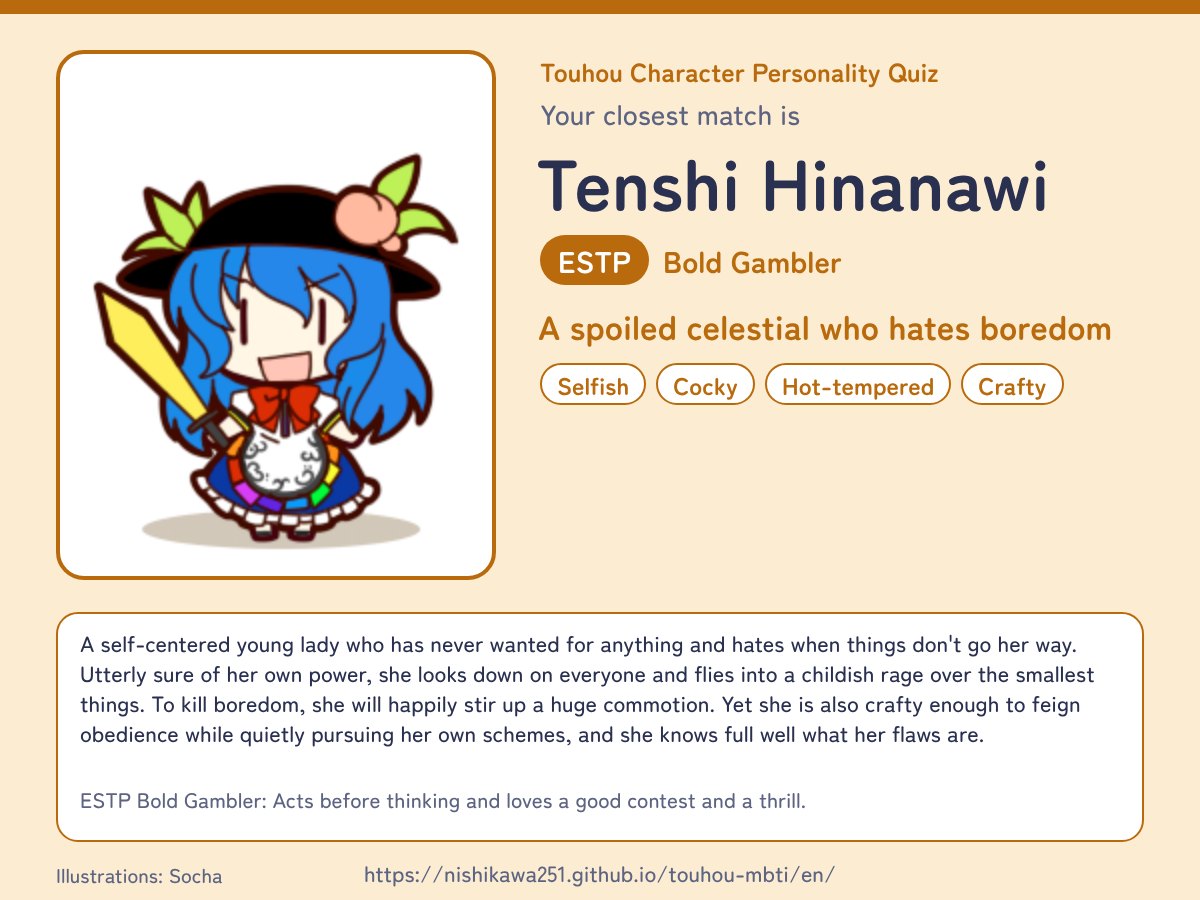 Touhou Character Personality Quiz
Your closest match is
Tenshi Hinanawi
ESTP Bold Gambler
A spoiled celestial who hates boredom
Selfish Cocky Hot-tempered Crafty
A self-centered young lady who has never wanted for anything and hates when things don't go her way.
Utterly sure of her own power, she looks down on everyone and flies into a childish rage over the smallest
things. To kill boredom, she will happily stir up a huge commotion. Yet she is also crafty enough to feign
obedience while quietly pursuing her own schemes, and she knows full well what her flaws are.
ESTP Bold Gambler: Acts before thinking and loves a good contest and a thrill.
Illustrations: Socha https://nishikawa251.github.io/touhou-mbti/en/